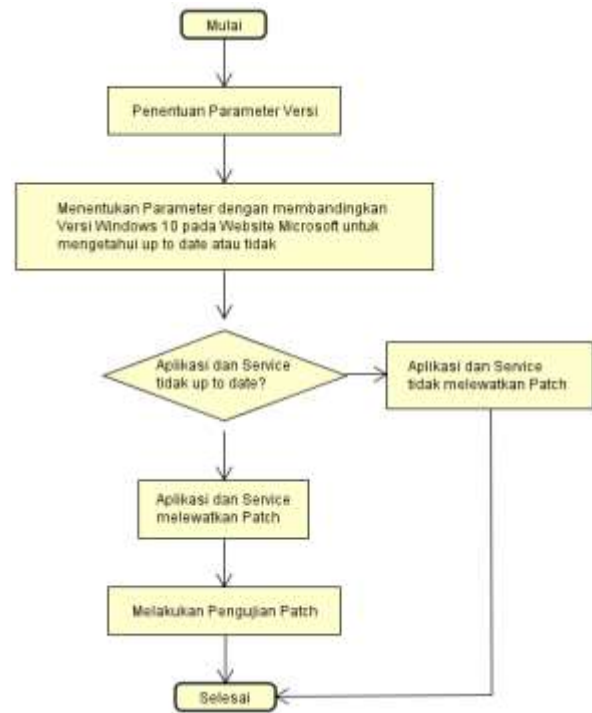 Mulai
Penentuan Parameter Versi
Menentukan Parameter dengan membandingkan
Versi Windows 10 pada Website Microsoft untuk
mengetahui up to date atau tidak
Aplikasi dan Service
tidak up to date?
Aplikasi dan Service
tidak melewatkan Patch
Aplikasi dan Service
melewatkan Patch
Melakukan Pengujian Patch
Selesai